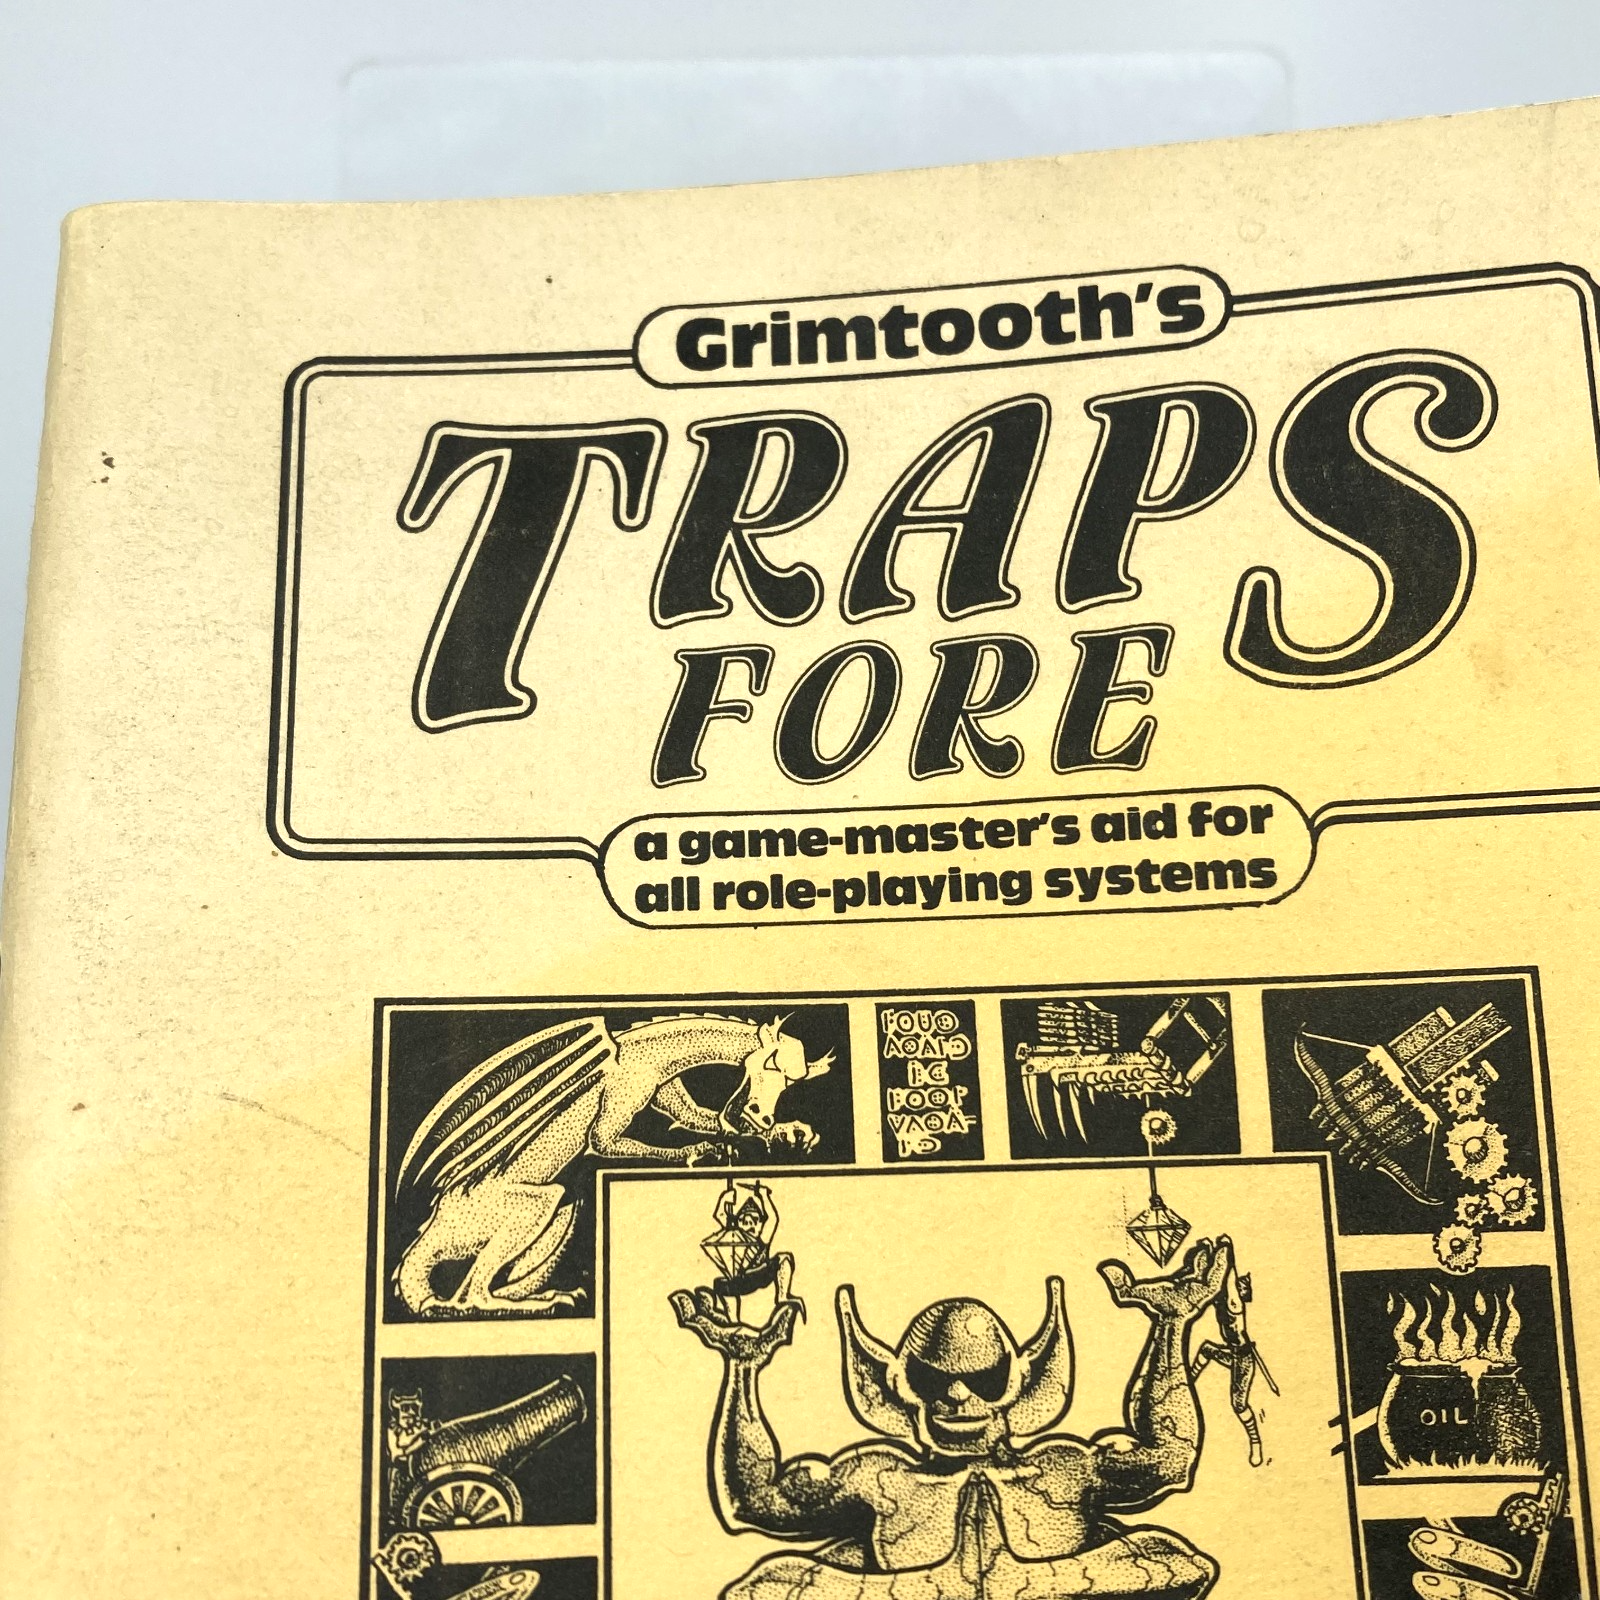 Grimtooth's
TRAPS
FORE
a game-master's aid for
all role-playing systems
OIL